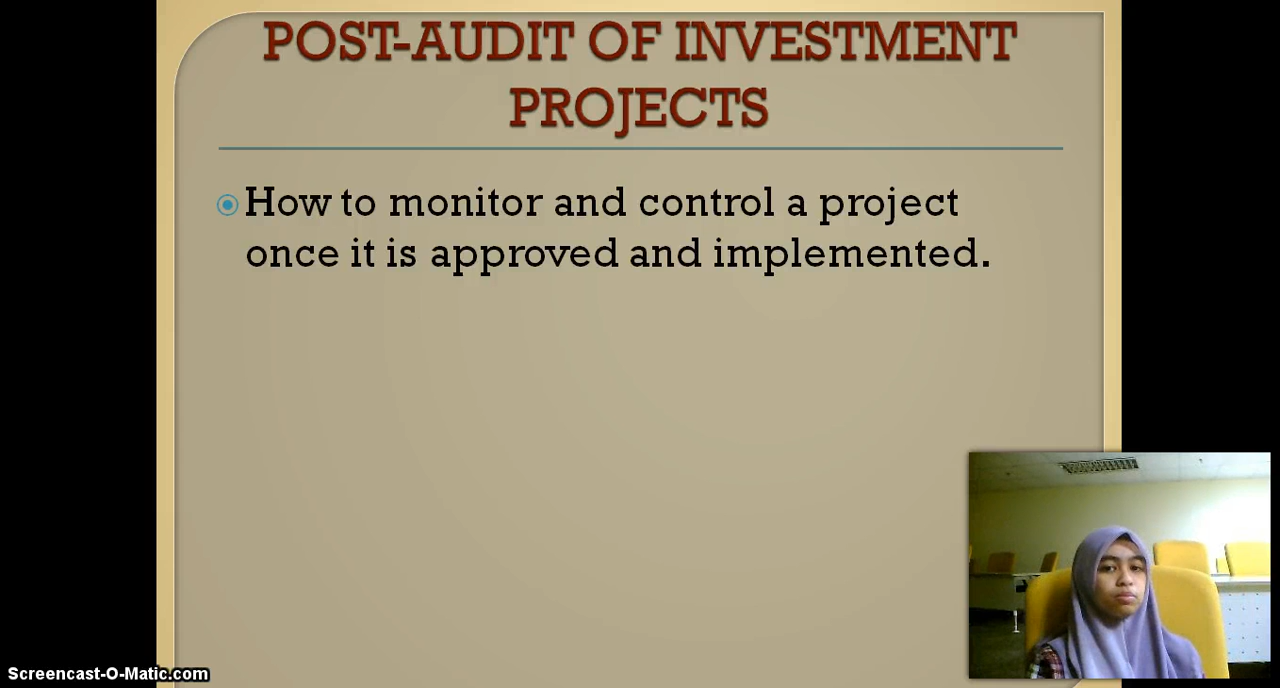 POST-AUDIT OF INVESTMENT
PROJECTS
How to monitor and control a project
once it is approved and implemented.
Screencast-O-Matic.com